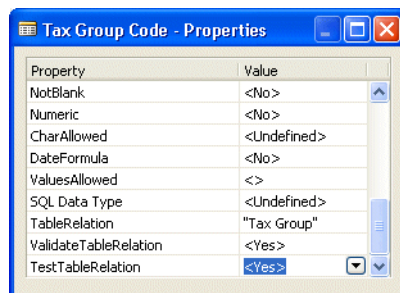 Tax Group Code - Properties
Property Value
NotBlank <No>
Numeric <No>
CharAllowed <Undefined>
DateFormula <No>
ValuesAllowed <>
SQL Data Type <Undefined>
TableRelation "Tax Group"
ValidateTableRelation <Yes>
TestTableRelation <Yes>